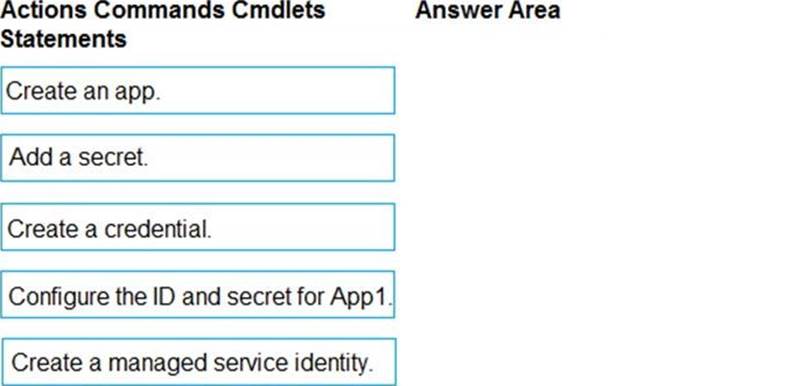 Actions Commands Cmdlets Statements
Answer Area
Create an app.
Add a secret.
Create a credential.
Configure the ID and secret for App1.
Create a managed service identity.